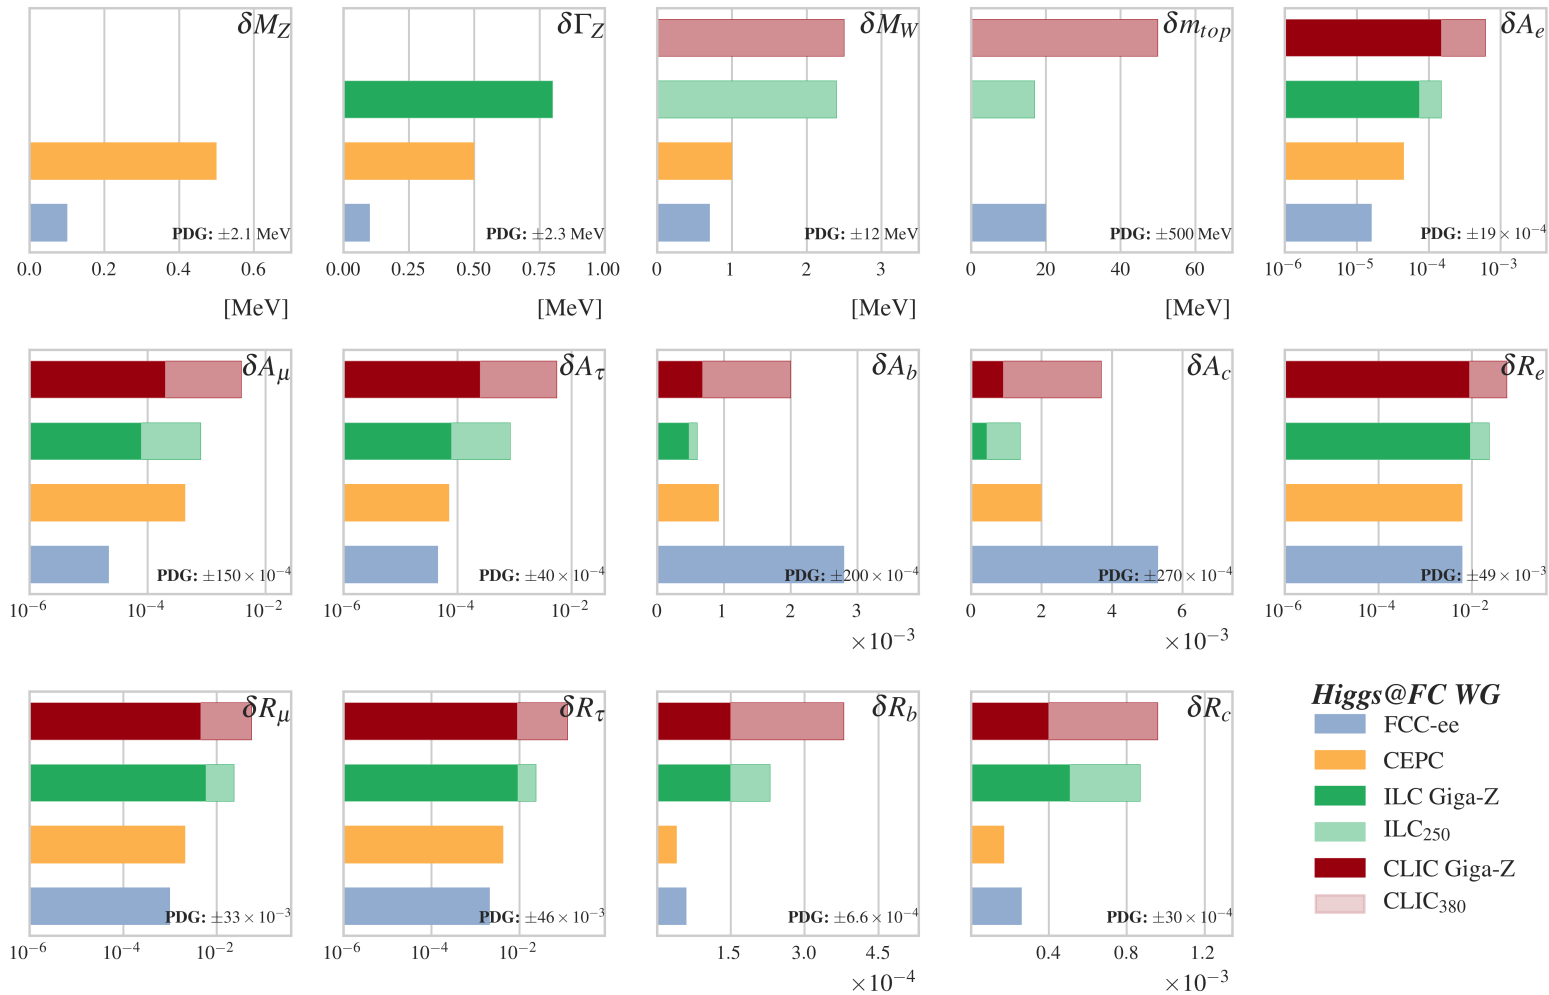 δM_Z
PDG: ±2.1 MeV
0.0 0.2 0.4 0.6
[MeV]
δΓ_Z
PDG: ±2.3 MeV
0.00 0.25 0.50 0.75 1.00
[MeV]
δM_W
PDG: ±12 MeV
0 1 2 3
[MeV]
δm_top
PDG: ±500 MeV
0 20 40 60
[MeV]
δA_e
PDG: ±19 × 10⁻⁴
10⁻⁶ 10⁻⁵ 10⁻⁴ 10⁻³
δA_μ
PDG: ±150 × 10⁻⁴
10⁻⁶ 10⁻⁴ 10⁻²
δA_τ
PDG: ±40 × 10⁻⁴
10⁻⁶ 10⁻⁴ 10⁻²
δA_b
PDG: ±200 × 10⁻⁴
0 1 2 3
×10⁻³
δA_c
PDG: ±270 × 10⁻⁴
0 2 4 6
×10⁻³
δR_e
PDG: ±49 × 10⁻³
10⁻⁶ 10⁻⁴ 10⁻²
δR_μ
PDG: ±33 × 10⁻³
10⁻⁶ 10⁻⁴ 10⁻²
δR_τ
PDG: ±46 × 10⁻³
10⁻⁶ 10⁻⁴ 10⁻²
δR_b
PDG: ±6.6 × 10⁻⁴
1.5 3.0 4.5
×10⁻⁴
δR_c
PDG: ±30 × 10⁻⁴
0.4 0.8 1.2
×10⁻³
Higgs@FC WG
FCC-ee
CEPC
ILC Giga-Z
ILC₂₅₀
CLIC Giga-Z
CLIC₃₈₀